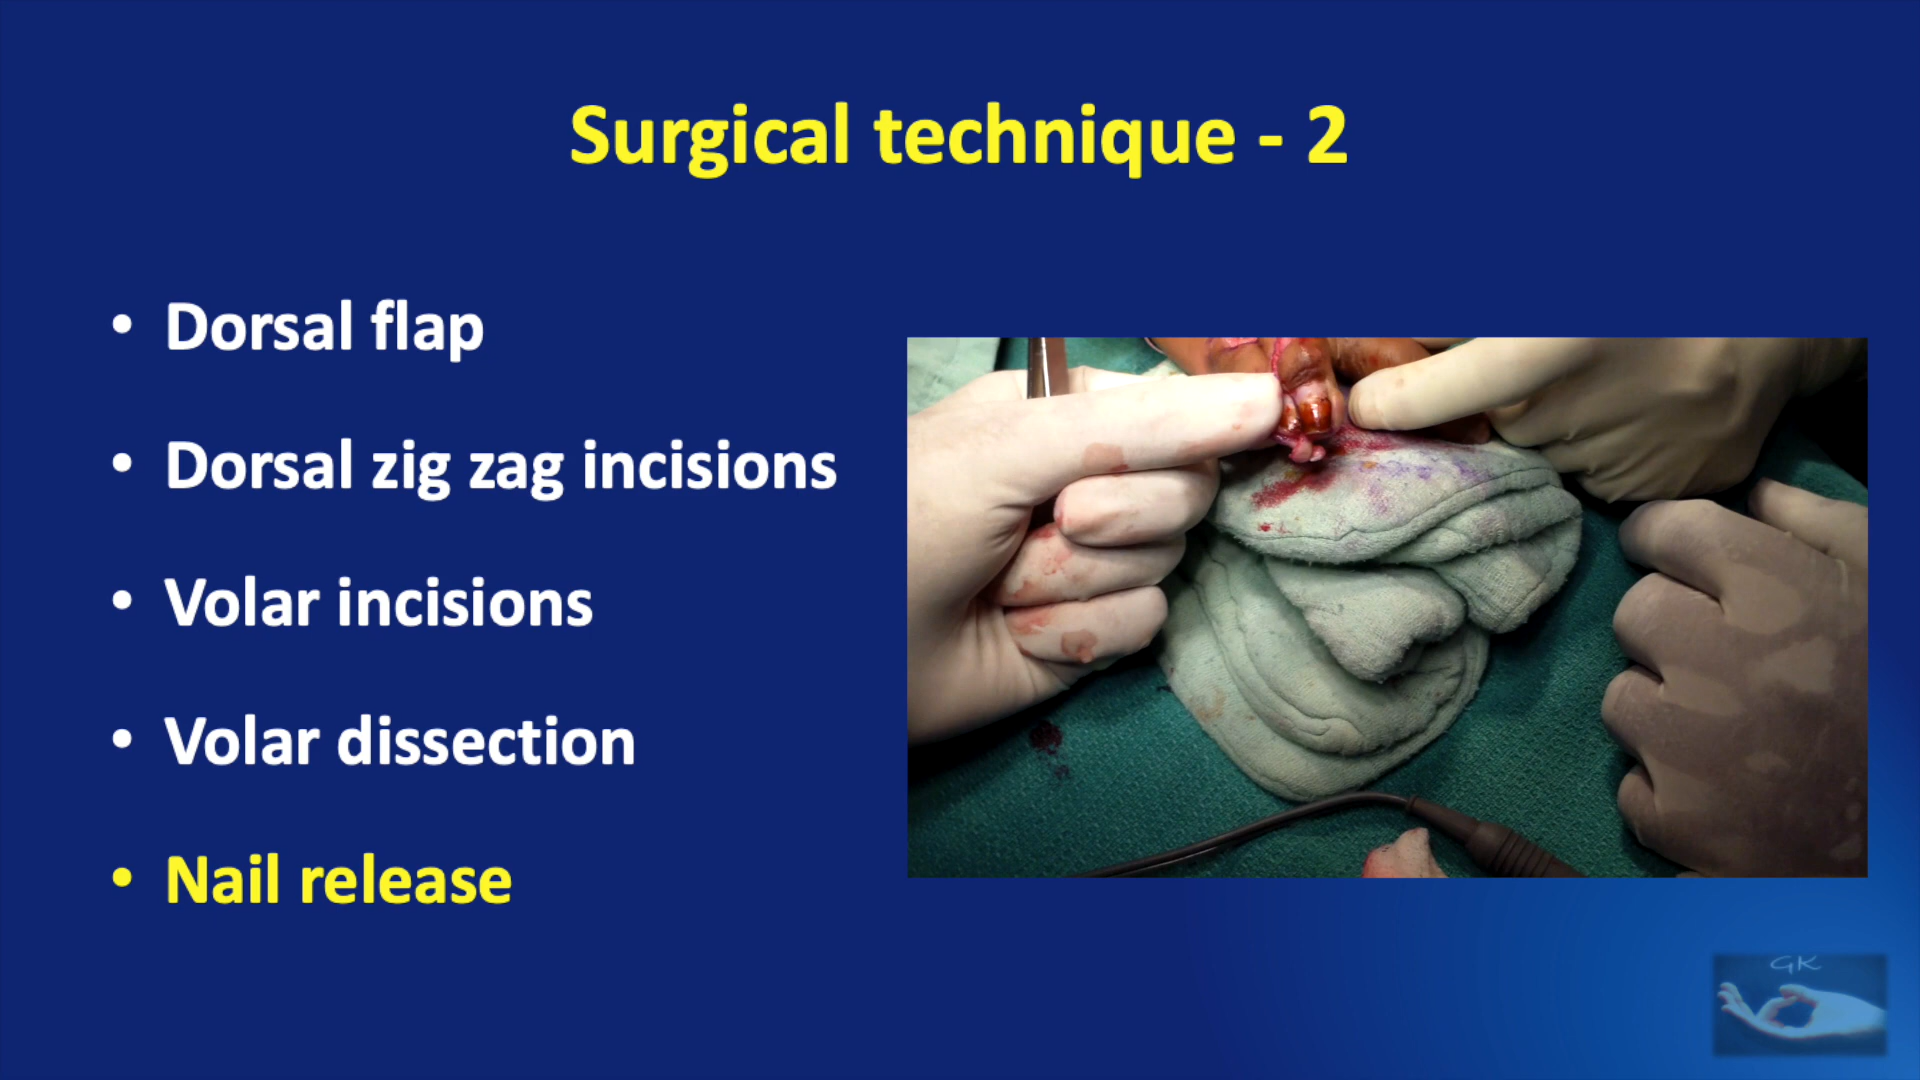 Surgical technique - 2
• Dorsal flap
• Dorsal zig zag incisions
• Volar incisions
• Volar dissection
• Nail release
GK